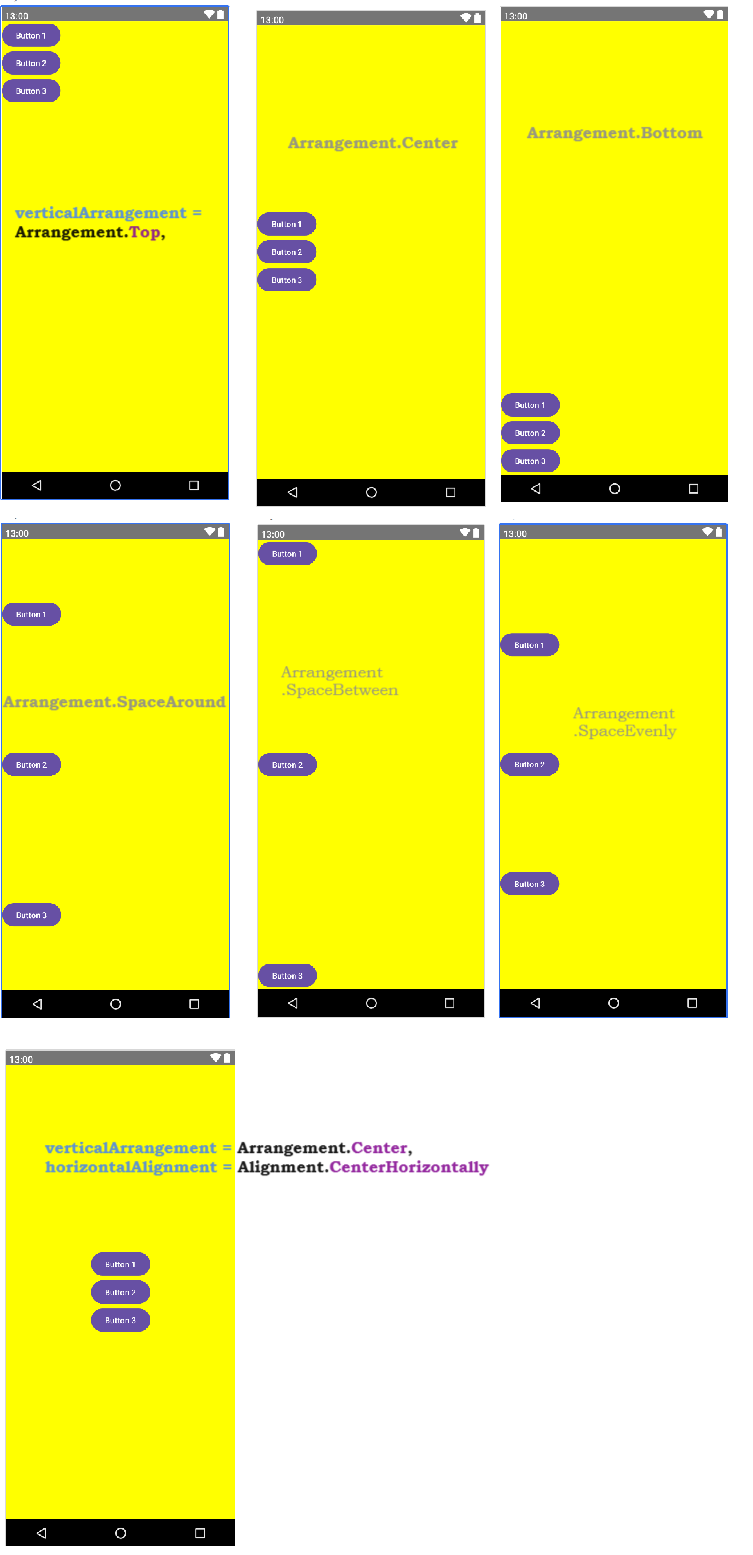 13:00
Button 1
Button 2
Button 3
verticalArrangement =
Arrangement.Top,
13:00
Arrangement.Center
Button 1
Button 2
Button 3
13:00
Arrangement.Bottom
Button 1
Button 2
Button 3
13:00
Button 1
Arrangement.SpaceAround
Button 2
Button 3
13:00
Button 1
Arrangement
.SpaceBetween
Button 2
Button 3
13:00
Button 1
Arrangement
.SpaceEvenly
Button 2
Button 3
13:00
verticalArrangement = Arrangement.Center,
horizontalAlignment = Alignment.CenterHorizontally
Button 1
Button 2
Button 3